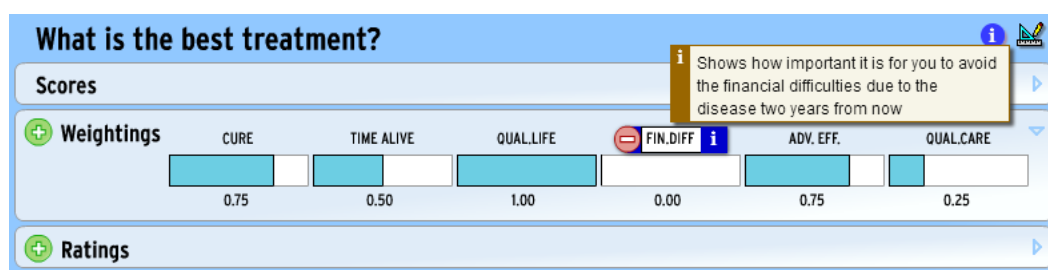 What is the best treatment?
i
i
Shows how important it is for you to avoid
the financial difficulties due to the
disease two years from now
Scores
Weightings
CURE TIME ALIVE QUAL.LIFE FIN.DIFF i ADV. EFF. QUAL.CARE
0.75 0.50 1.00 0.00 0.75 0.25
Ratings